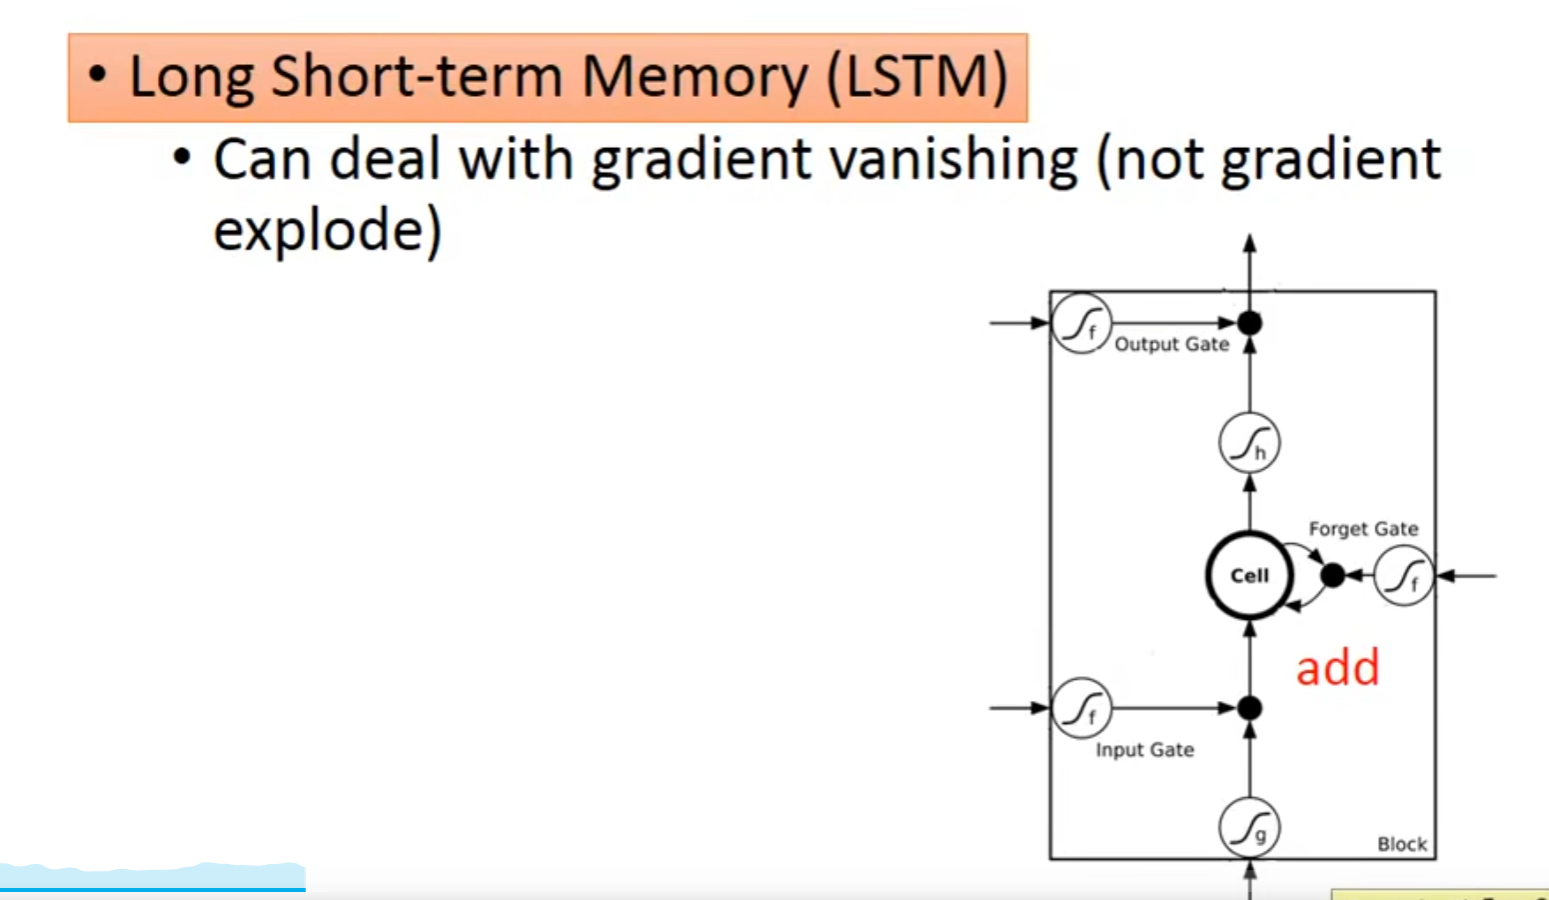 • Long Short-term Memory (LSTM)
• Can deal with gradient vanishing (not gradient
explode)
f
Output Gate
h
Forget Gate
Cell
f
add
f
Input Gate
g
Block